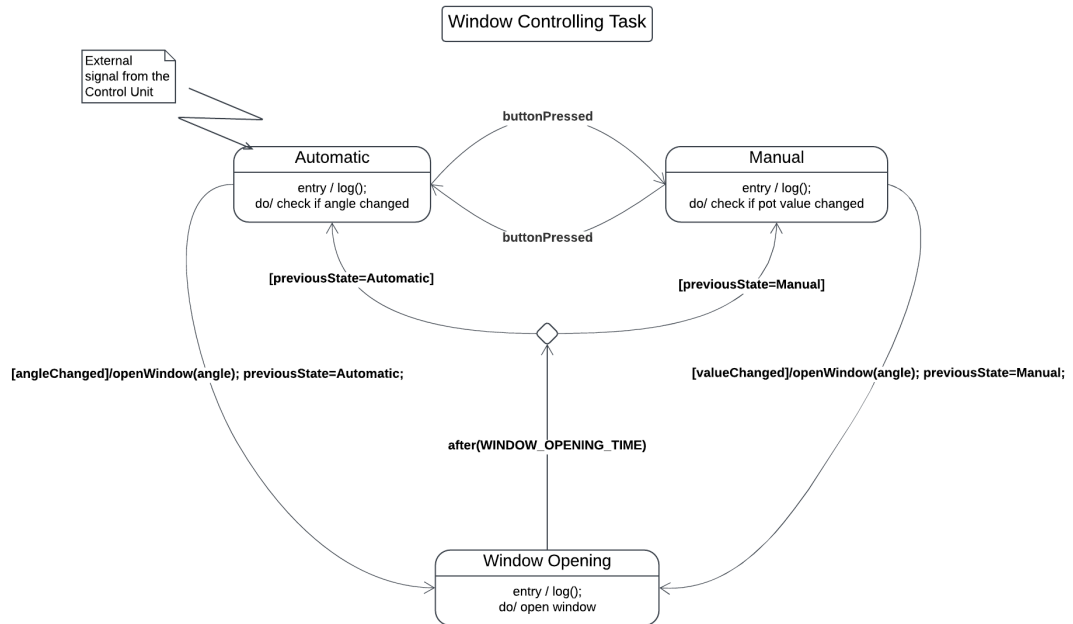 Window Controlling Task
External
signal from the
Control Unit
buttonPressed
Automatic
entry / log();
do/ check if angle changed
Manual
entry / log();
do/ check if pot value changed
buttonPressed
[previousState=Automatic]
[previousState=Manual]
[angleChanged]/openWindow(angle); previousState=Automatic;
[valueChanged]/openWindow(angle); previousState=Manual;
after(WINDOW_OPENING_TIME)
Window Opening
entry / log();
do/ open window